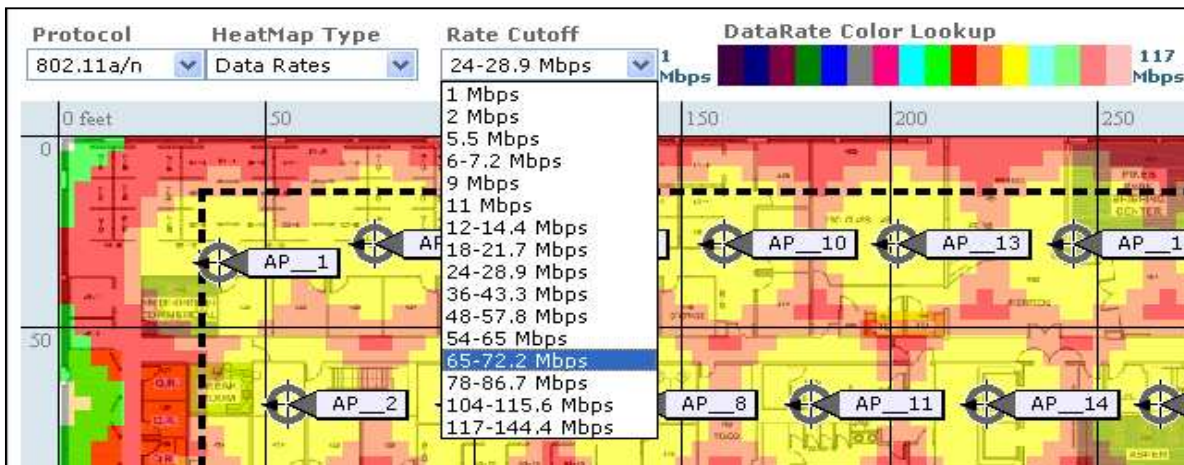 Protocol
HeatMap Type
Rate Cutoff
DataRate Color Lookup
802.11a/n
Data Rates
24-28.9 Mbps
1
Mbps
117
Mbps
1 Mbps
2 Mbps
5.5 Mbps
6-7.2 Mbps
9 Mbps
11 Mbps
12-14.4 Mbps
18-21.7 Mbps
24-28.9 Mbps
36-43.3 Mbps
48-57.8 Mbps
54-65 Mbps
65-72.2 Mbps
78-86.7 Mbps
104-115.6 Mbps
117-144.4 Mbps
0 feet
50
150
200
250
0
50
AP__1
AP
AP__10
AP__13
AP__1
AP__2
AP__8
AP__11
AP__14